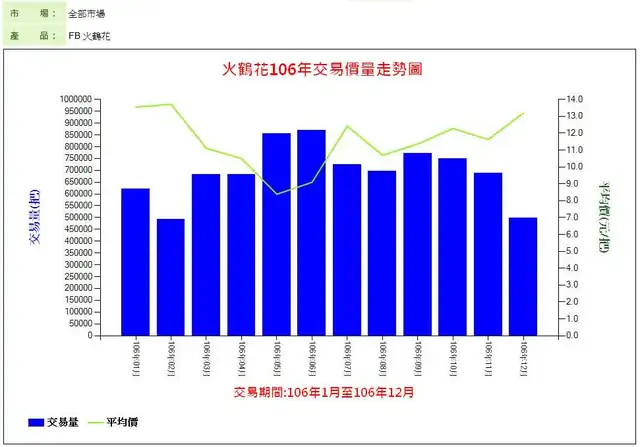 市 場： 全部市場
產 品： FB 火鶴花
火鶴花106年交易價量走勢圖
1000000
950000
900000
850000
800000
750000
700000
650000
600000
550000
500000
450000
400000
350000
300000
250000
200000
150000
100000
50000
0
交易量(把)
14.0
13.0
12.0
11.0
10.0
9.0
8.0
7.0
6.0
5.0
4.0
3.0
2.0
1.0
0.0
平均價(元/把)
106年01月
106年02月
106年03月
106年04月
106年05月
106年06月
106年07月
106年08月
106年09月
106年10月
106年11月
106年12月
交易期間:106年1月至106年12月
交易量 平均價